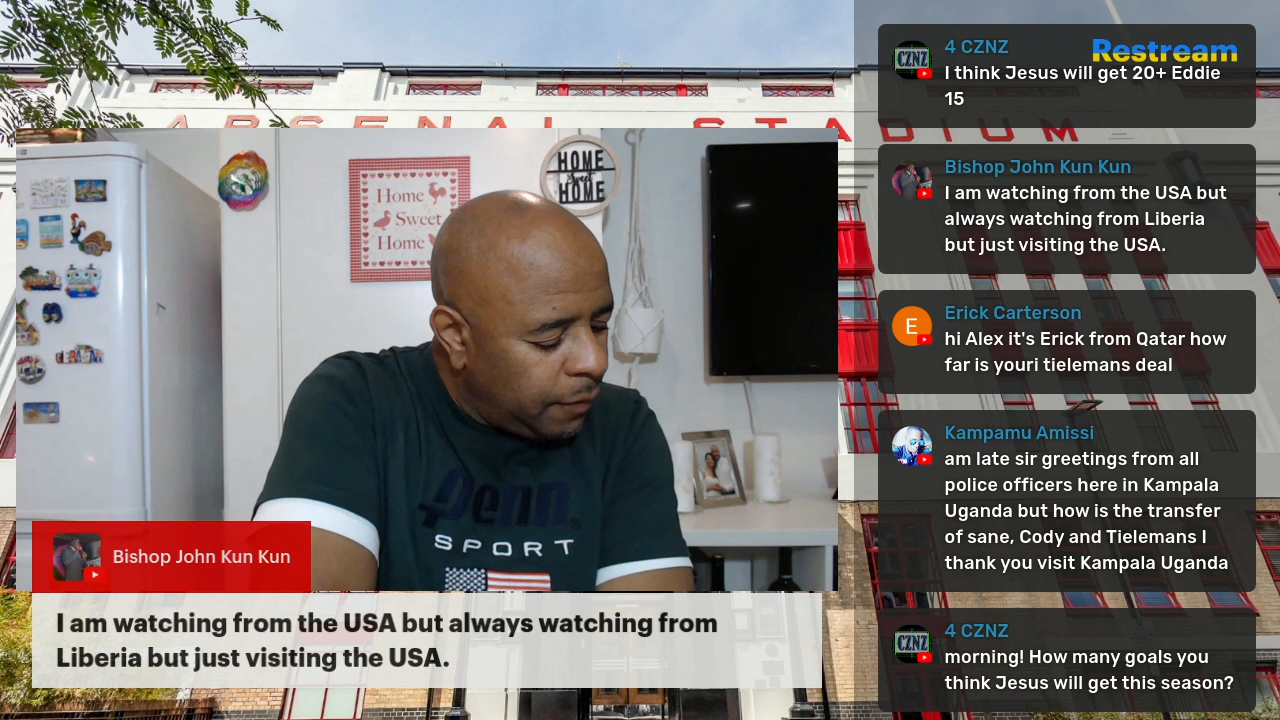 ARSENAL STADIUM
Home
Sweet
Home
HOME
Sweet
HOME
Penn.
SPORT
Bishop John Kun Kun
I am watching from the USA but always watching from
Liberia but just visiting the USA.
Restream
4 CZNZ
I think Jesus will get 20+ Eddie
15
Bishop John Kun Kun
I am watching from the USA but
always watching from Liberia
but just visiting the USA.
E
Erick Carterson
hi Alex it's Erick from Qatar how
far is youri tielemans deal
Kampamu Amissi
am late sir greetings from all
police officers here in Kampala
Uganda but how is the transfer
of sane, Cody and Tielemans I
thank you visit Kampala Uganda
4 CZNZ
morning! How many goals you
think Jesus will get this season?
CZNZ
CZNZ